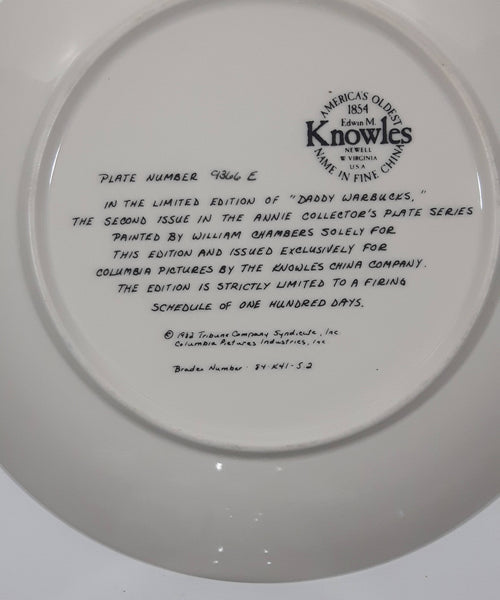 AMERICA'S OLDEST
1854
Edwin M.
Knowles
NEWELL
W. VIRGINIA
U.S.A.
NAME IN FINE CHINA
PLATE NUMBER 9366 E
IN THE LIMITED EDITION OF "DADDY WARBUCKS,"
THE SECOND ISSUE IN THE ANNIE COLLECTOR'S PLATE SERIES
PAINTED BY WILLIAM CHAMBERS SOLELY FOR
THIS EDITION AND ISSUED EXCLUSIVELY FOR
COLUMBIA PICTURES BY THE KNOWLES CHINA COMPANY.
THE EDITION IS STRICTLY LIMITED TO A FIRING
SCHEDULE OF ONE HUNDRED DAYS.
© 1982 Tribune Company Syndicate, Inc.
Columbia Pictures Industries, Inc
Bradex Number · 84-K41-5.2